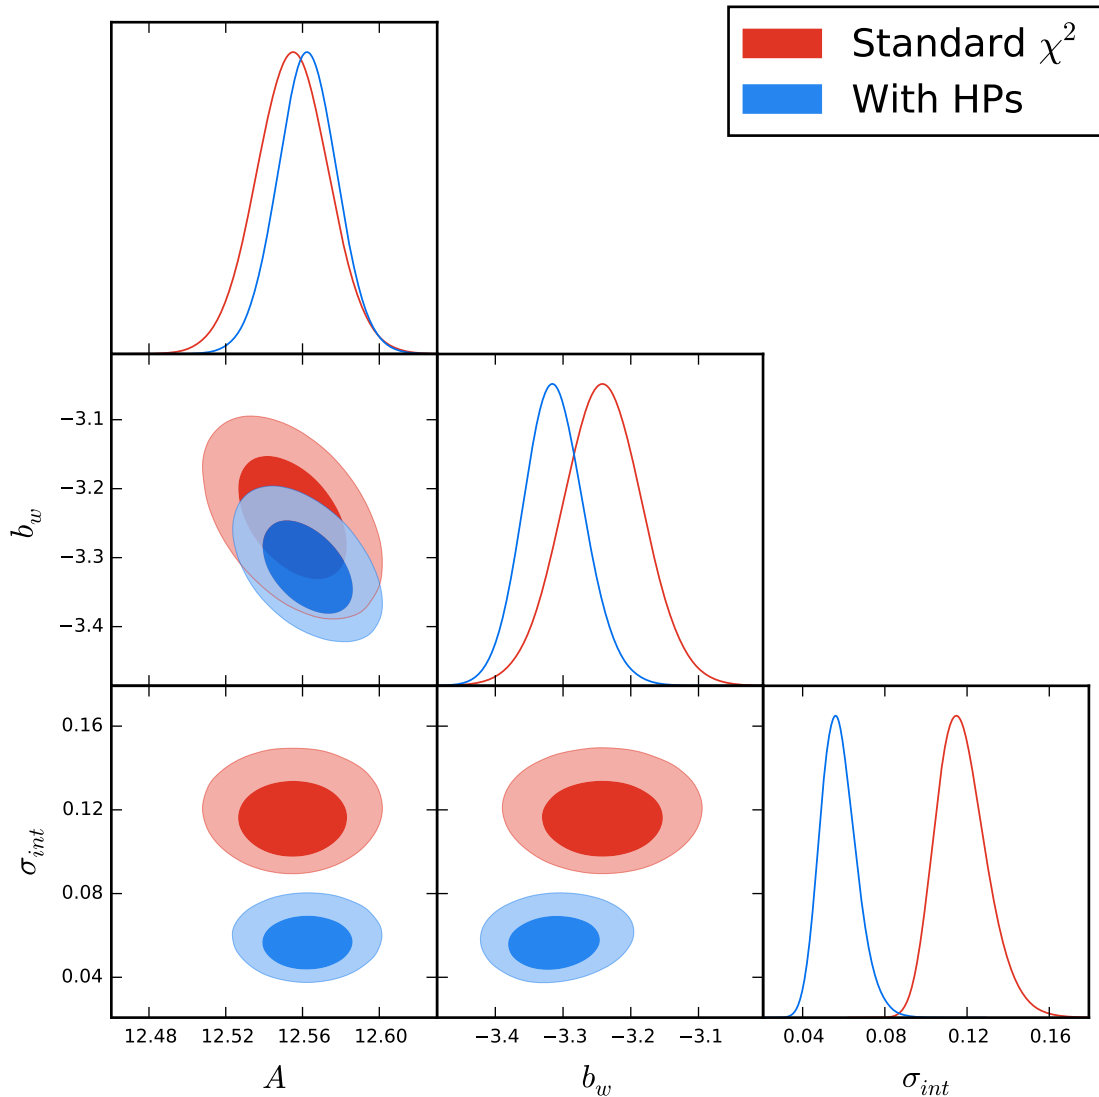 Standard χ²
With HPs
−3.1
−3.2
−3.3
−3.4
b_w
0.16
0.12
0.08
0.04
σ_int
12.48 12.52 12.56 12.60
−3.4 −3.3 −3.2 −3.1
0.04 0.08 0.12 0.16
A
b_w
σ_int